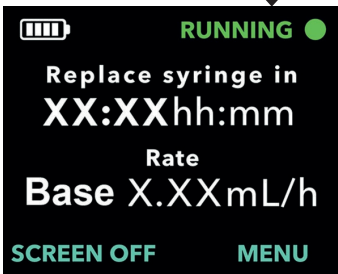 RUNNING
Replace syringe in
XX:XXhh:mm
Rate
Base X.XXmL/h
SCREEN OFF MENU